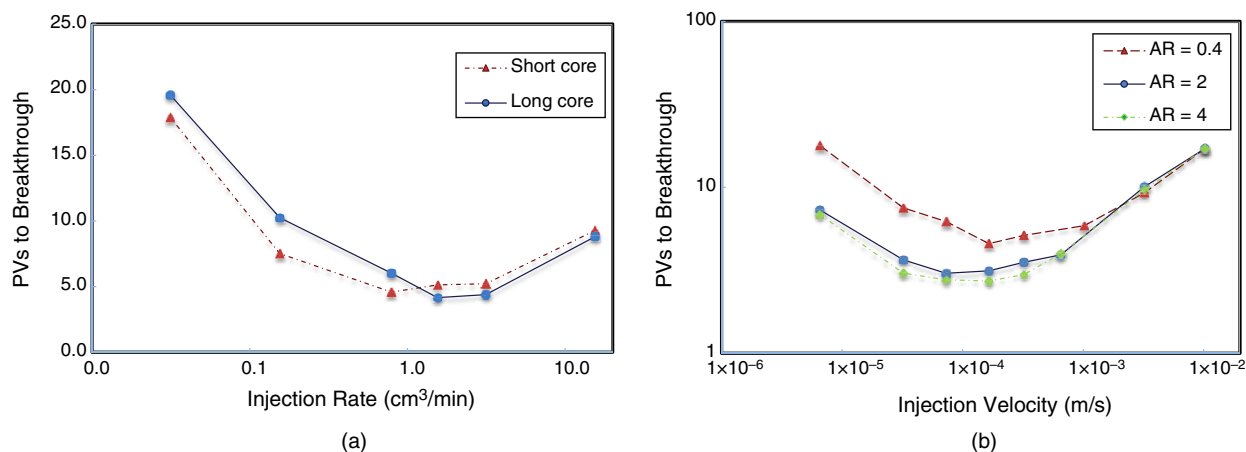 25.0
20.0
15.0
10.0
5.0
0.0
PVs to Breakthrough
Short core
Long core
0.0 0.1 1.0 10.0
Injection Rate (cm³/min)
(a)
100
10
1
PVs to Breakthrough
AR = 0.4
AR = 2
AR = 4
1×10⁻⁶ 1×10⁻⁵ 1×10⁻⁴ 1×10⁻³ 1×10⁻²
Injection Velocity (m/s)
(b)